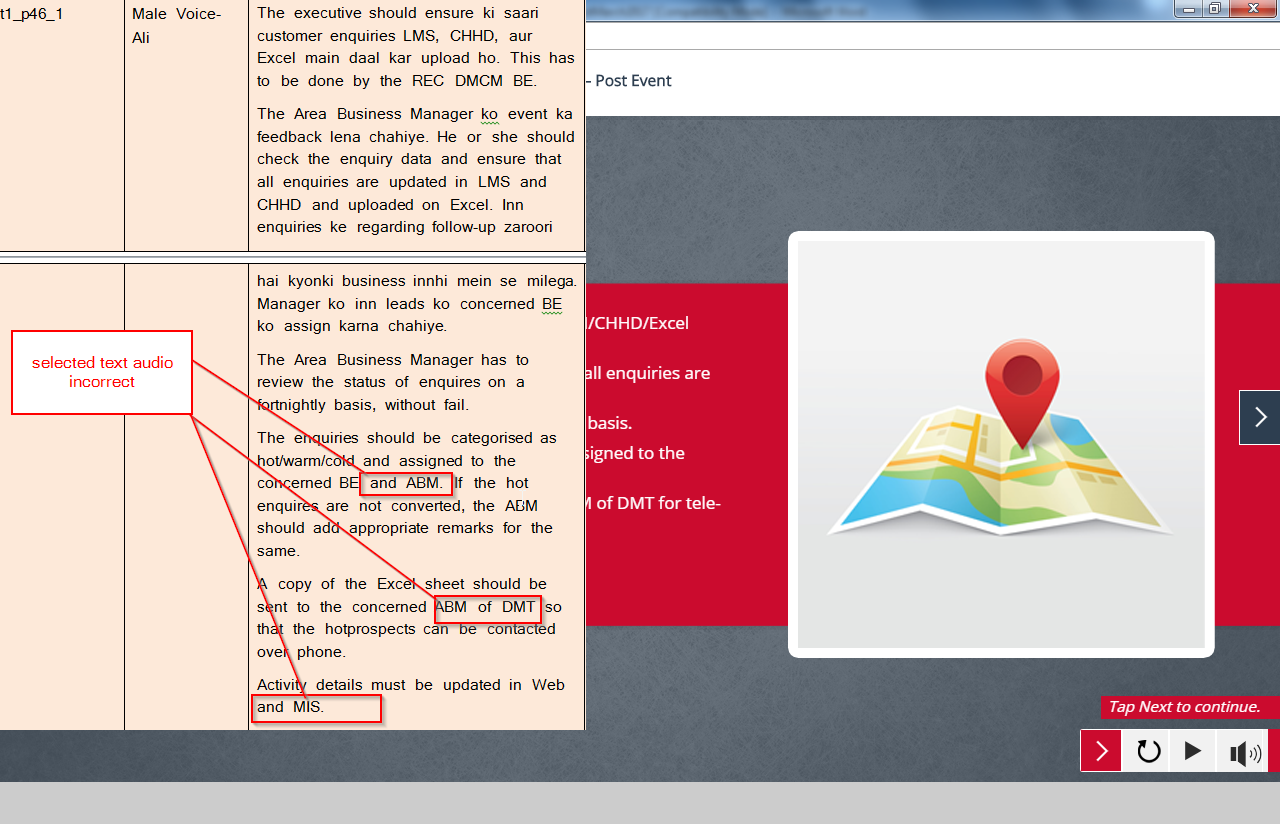 t1_p46_1
Male Voice-
Ali
The executive should ensure ki saari
customer enquiries LMS, CHHD, aur
Excel main daal kar upload ho. This has
to be done by the REC DMCM BE.
The Area Business Manager ko event ka
feedback lena chahiye. He or she should
check the enquiry data and ensure that
all enquiries are updated in LMS and
CHHD and uploaded on Excel. Inn
enquiries ke regarding follow-up zaroori
hai kyonki business innhi mein se milega.
Manager ko inn leads ko concerned BE
ko assign karna chahiye.
The Area Business Manager has to
review the status of enquires on a
fortnightly basis, without fail.
The enquiries should be categorised as
hot/warm/cold and assigned to the
concerned BE and ABM. If the hot
enquires are not converted, the ABM
should add appropriate remarks for the
same.
A copy of the Excel sheet should be
sent to the concerned ABM of DMT so
that the hotprospects can be contacted
over phone.
Activity details must be updated in Web
and MIS.
selected text audio
incorrect
- Post Event
/CHHD/Excel
all enquiries are
basis.
signed to the
M of DMT for tele-
Tap Next to continue.